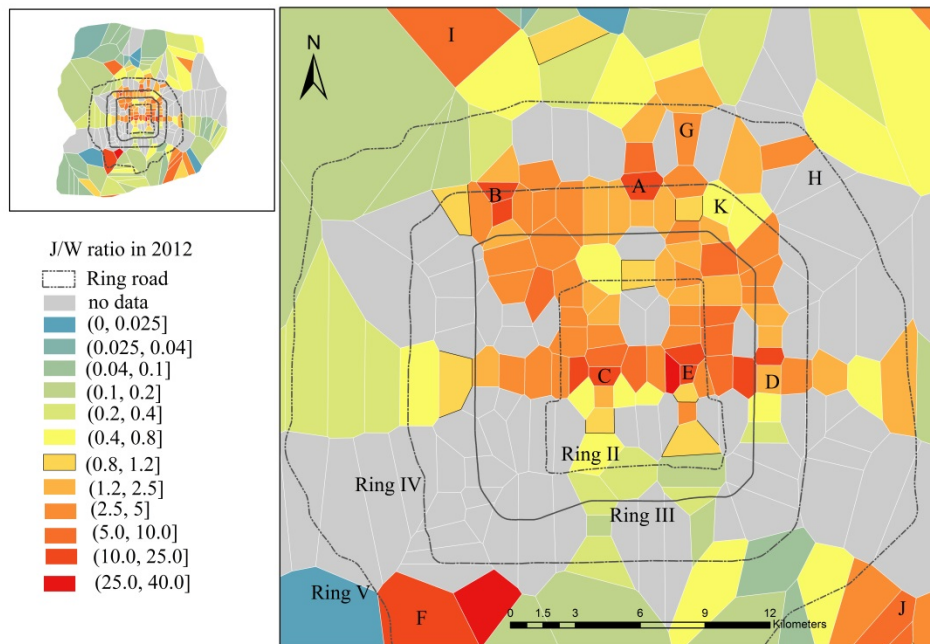 J/W ratio in 2012
Ring road
no data
(0, 0.025]
(0.025, 0.04]
(0.04, 0.1]
(0.1, 0.2]
(0.2, 0.4]
(0.4, 0.8]
(0.8, 1.2]
(1.2, 2.5]
(2.5, 5]
(5.0, 10.0]
(10.0, 25.0]
(25.0, 40.0]
N
I
G
H
A
B
K
C
E
D
Ring II
Ring IV
Ring III
Ring V
F
J
0 1.5 3 6 9 12
Kilometers